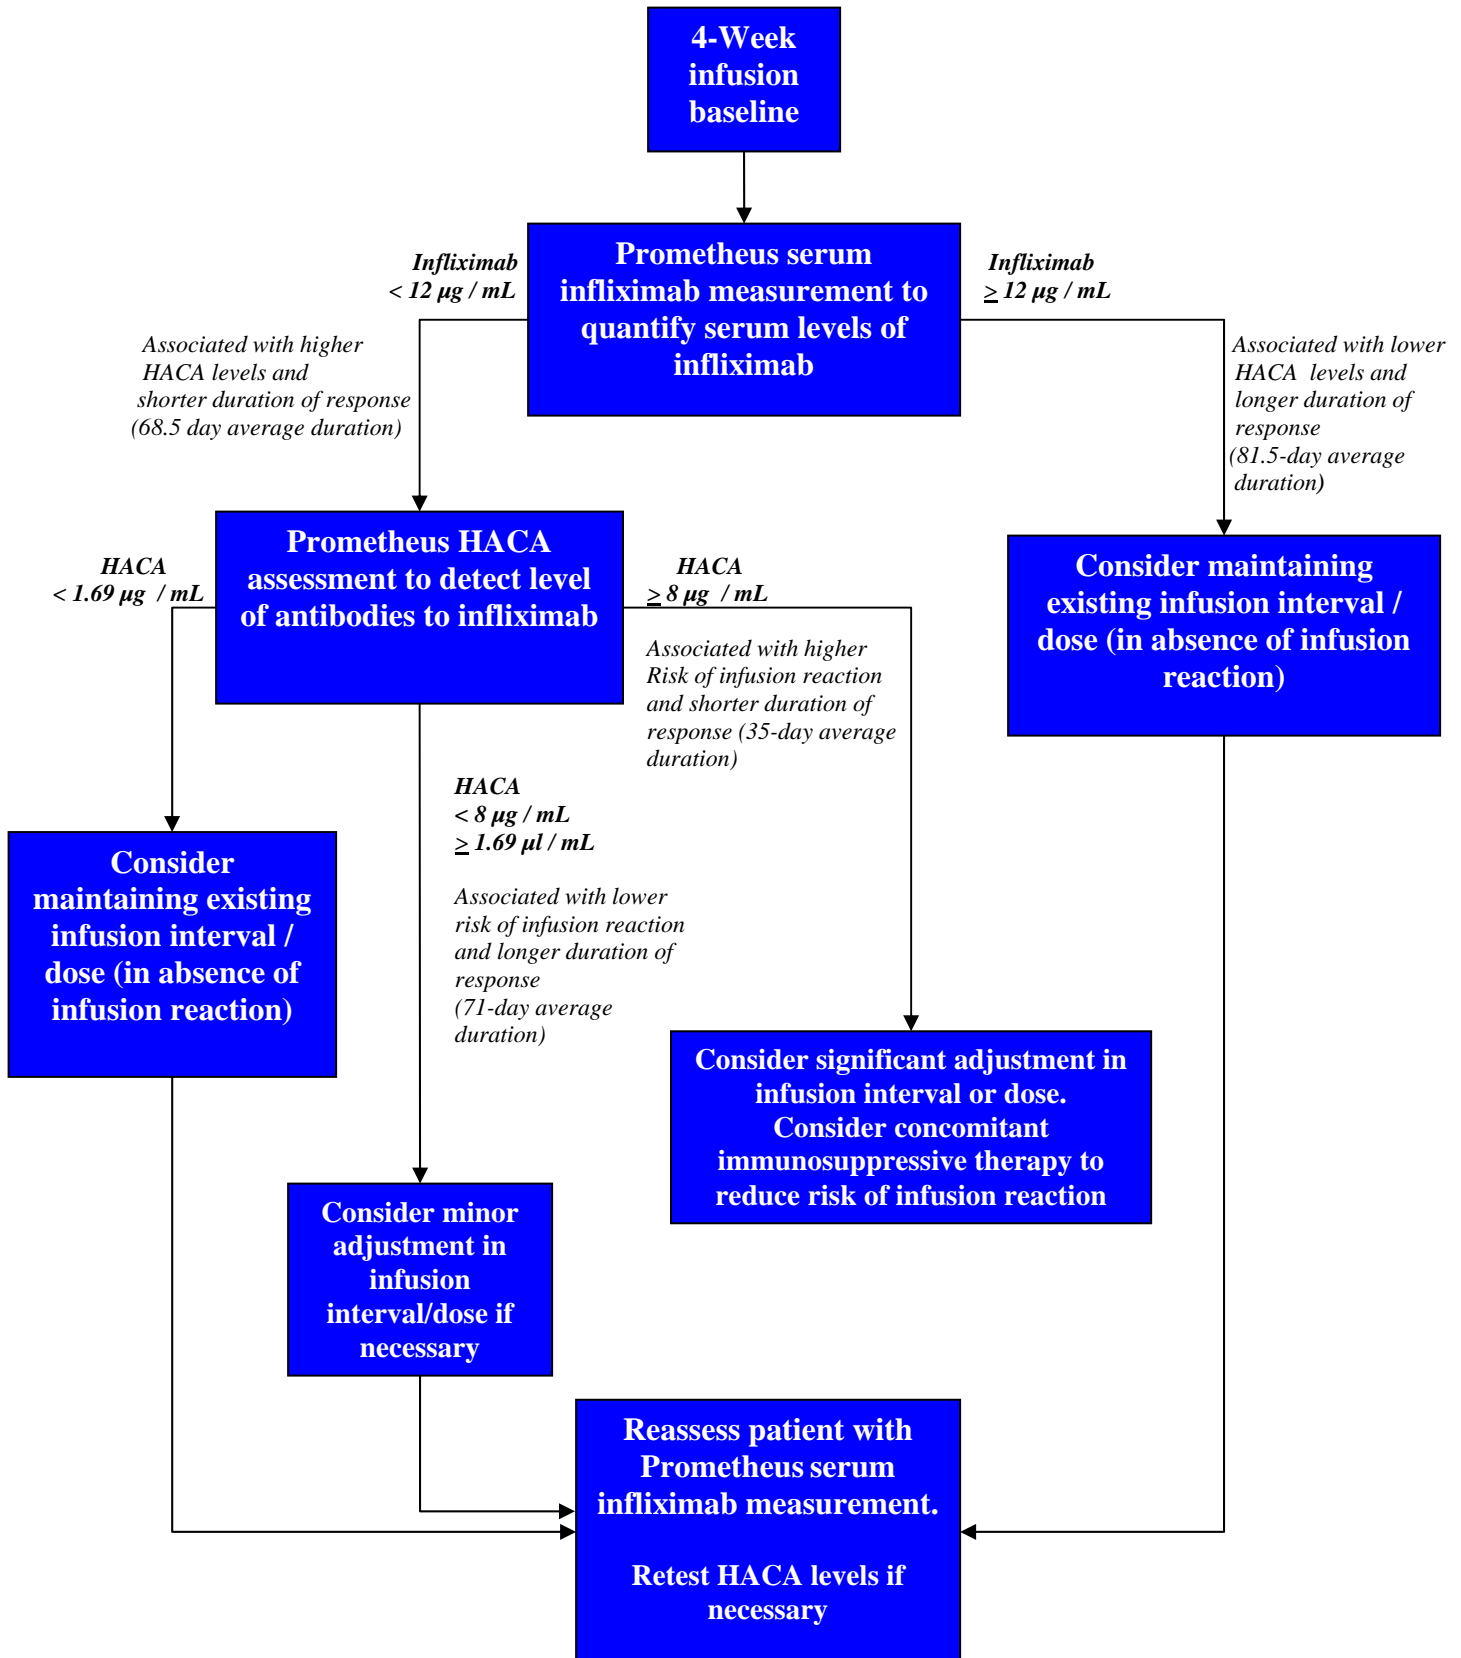 4-Week
infusion
baseline
Prometheus serum
infliximab measurement to
quantify serum levels of
infliximab
Infliximab
< 12 µg / mL
Infliximab
≥ 12 µg / mL
Associated with higher
HACA levels and
shorter duration of response
(68.5 day average duration)
Associated with lower
HACA levels and
longer duration of
response
(81.5-day average
duration)
Prometheus HACA
assessment to detect level
of antibodies to infliximab
HACA
< 1.69 µg / mL
HACA
≥ 8 µg / mL
Associated with higher
Risk of infusion reaction
and shorter duration of
response (35-day average
duration)
Consider maintaining
existing infusion interval /
dose (in absence of infusion
reaction)
HACA
< 8 µg / mL
≥ 1.69 µl / mL
Associated with lower
risk of infusion reaction
and longer duration of
response
(71-day average
duration)
Consider
maintaining existing
infusion interval /
dose (in absence of
infusion reaction)
Consider significant adjustment in
infusion interval or dose.
Consider concomitant
immunosuppressive therapy to
reduce risk of infusion reaction
Consider minor
adjustment in
infusion
interval/dose if
necessary
Reassess patient with
Prometheus serum
infliximab measurement.
Retest HACA levels if
necessary